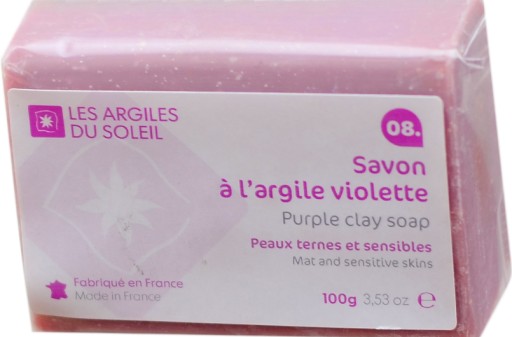 LES ARGILES
DU SOLEIL
08.
Savon
à l'argile violette
Purple clay soap
Peaux ternes et sensibles
Mat and sensitive skins
Fabriqué en France
Made in France
100g 3,53 oz ℮